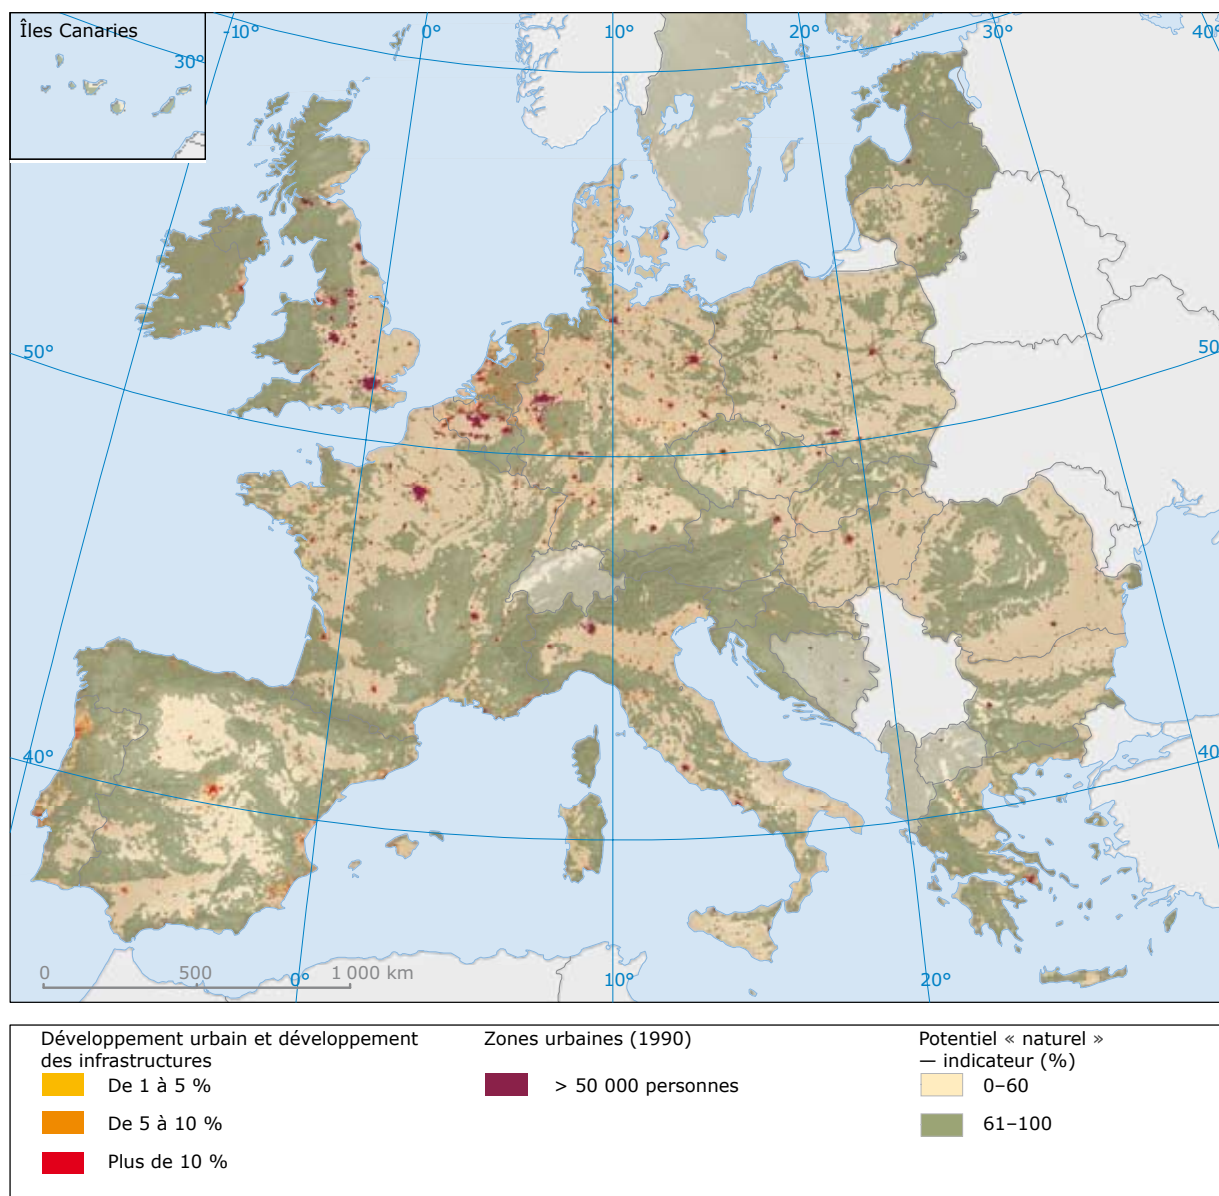 Îles Canaries
-10°
0°
10°
20°
30°
40°
30°
50°
50°
40°
40°
0
500
1 000 km
0°
10°
20°
Développement urbain et développement
des infrastructures
De 1 à 5 %
De 5 à 10 %
Plus de 10 %
Zones urbaines (1990)
> 50 000 personnes
Potentiel « naturel »
— indicateur (%)
0–60
61–100